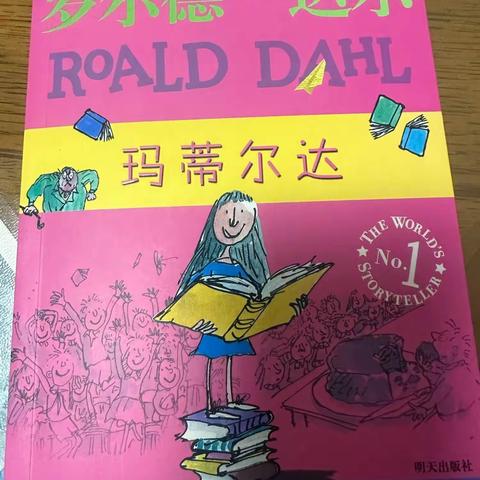 罗尔德 达尔
ROALD DAHL
玛蒂尔达
THE WORLD'S
No.1
STORYTELLER
明天出版社